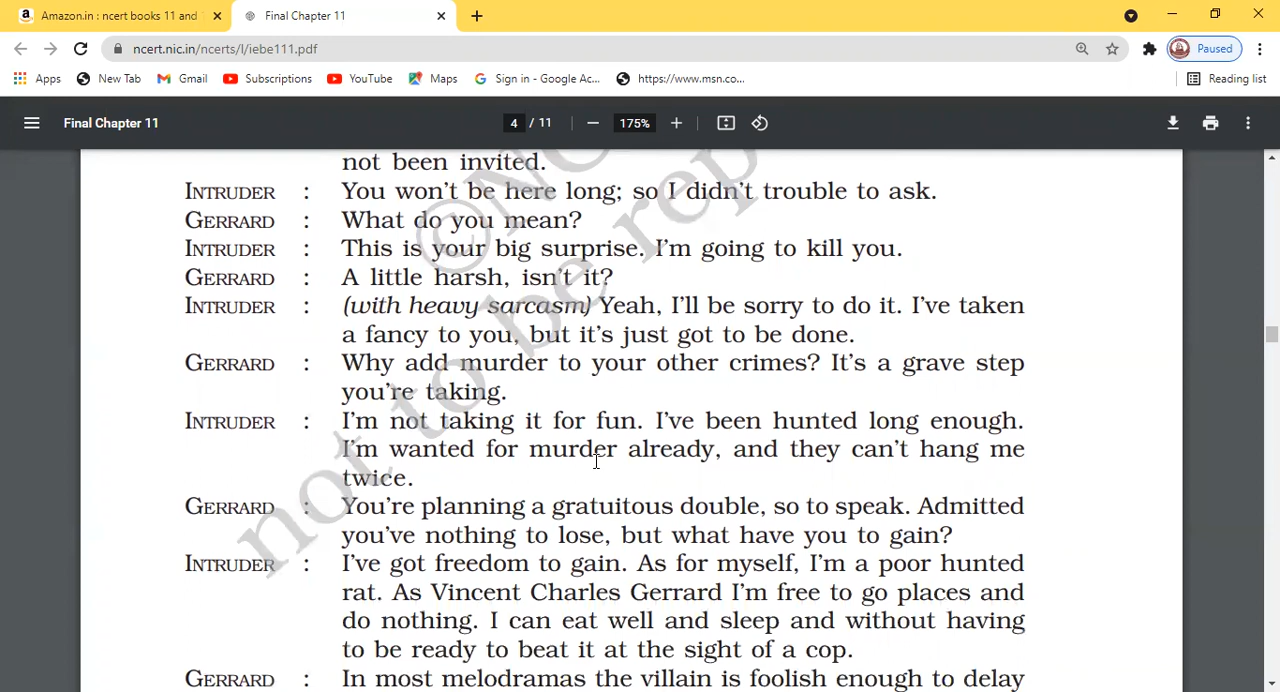 Amazon.in : ncert books 11 and
Final Chapter 11
ncert.nic.in/ncerts/l/iebe111.pdf
Paused
Apps
New Tab
Gmail
Subscriptions
YouTube
Maps
Sign in - Google Ac...
https://www.msn.co...
Reading list
Final Chapter 11
4 / 11
175%
not been invited.
INTRUDER : You won't be here long; so I didn't trouble to ask.
GERRARD : What do you mean?
INTRUDER : This is your big surprise. I'm going to kill you.
GERRARD : A little harsh, isn't it?
INTRUDER : (with heavy sarcasm) Yeah, I'll be sorry to do it. I've taken
a fancy to you, but it's just got to be done.
GERRARD : Why add murder to your other crimes? It's a grave step
you're taking.
INTRUDER : I'm not taking it for fun. I've been hunted long enough.
I'm wanted for murder already, and they can't hang me
twice.
GERRARD : You're planning a gratuitous double, so to speak. Admitted
you've nothing to lose, but what have you to gain?
INTRUDER : I've got freedom to gain. As for myself, I'm a poor hunted
rat. As Vincent Charles Gerrard I'm free to go places and
do nothing. I can eat well and sleep and without having
to be ready to beat it at the sight of a cop.
GERRARD : In most melodramas the villain is foolish enough to delay
©NC
not to be rep